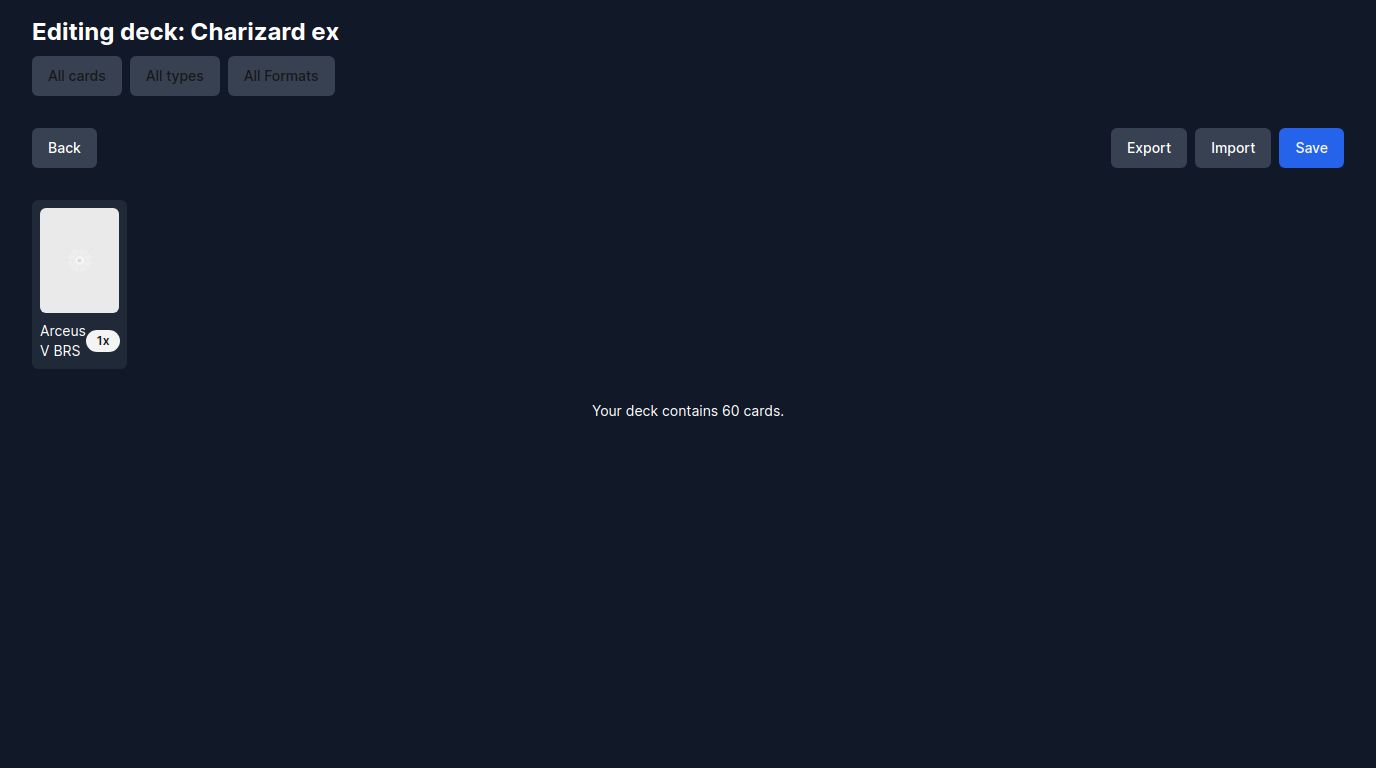 Editing deck: Charizard ex
All cards
All types
All Formats
Back
Export
Import
Save
Arceus
V BRS
1x
Your deck contains 60 cards.